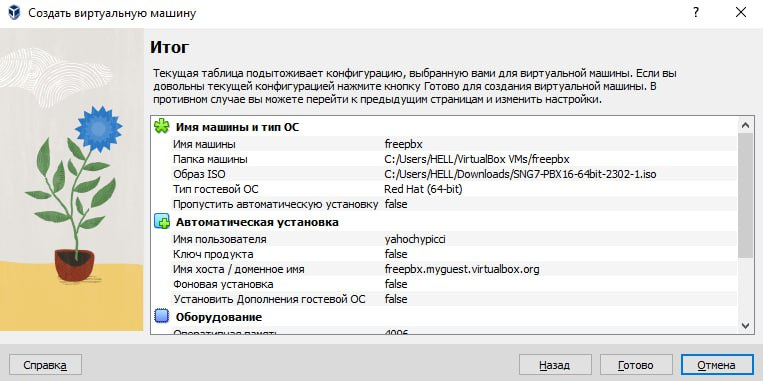 Создать виртуальную машину
?
Итог
Текущая таблица подытоживает конфигурацию, выбранную вами для виртуальной машины. Если вы
довольны текущей конфигурацией нажмите кнопку Готово для создания виртуальной машины. В
противном случае вы можете перейти к предыдущим страницам и изменить настройки.
Имя машины и тип ОС
Имя машины freepbx
Папка машины C:/Users/HELL/VirtualBox VMs/freepbx
Образ ISO C:/Users/HELL/Downloads/SNG7-PBX16-64bit-2302-1.iso
Тип гостевой ОС Red Hat (64-bit)
Пропустить автоматическую установку false
Автоматическая установка
Имя пользователя yahochypicci
Ключ продукта false
Имя хоста / доменное имя freepbx.myguest.virtualbox.org
Фоновая установка false
Установить Дополнения гостевой ОС false
Оборудование
Оперативная память 4096
Справка Назад Готово Отмена